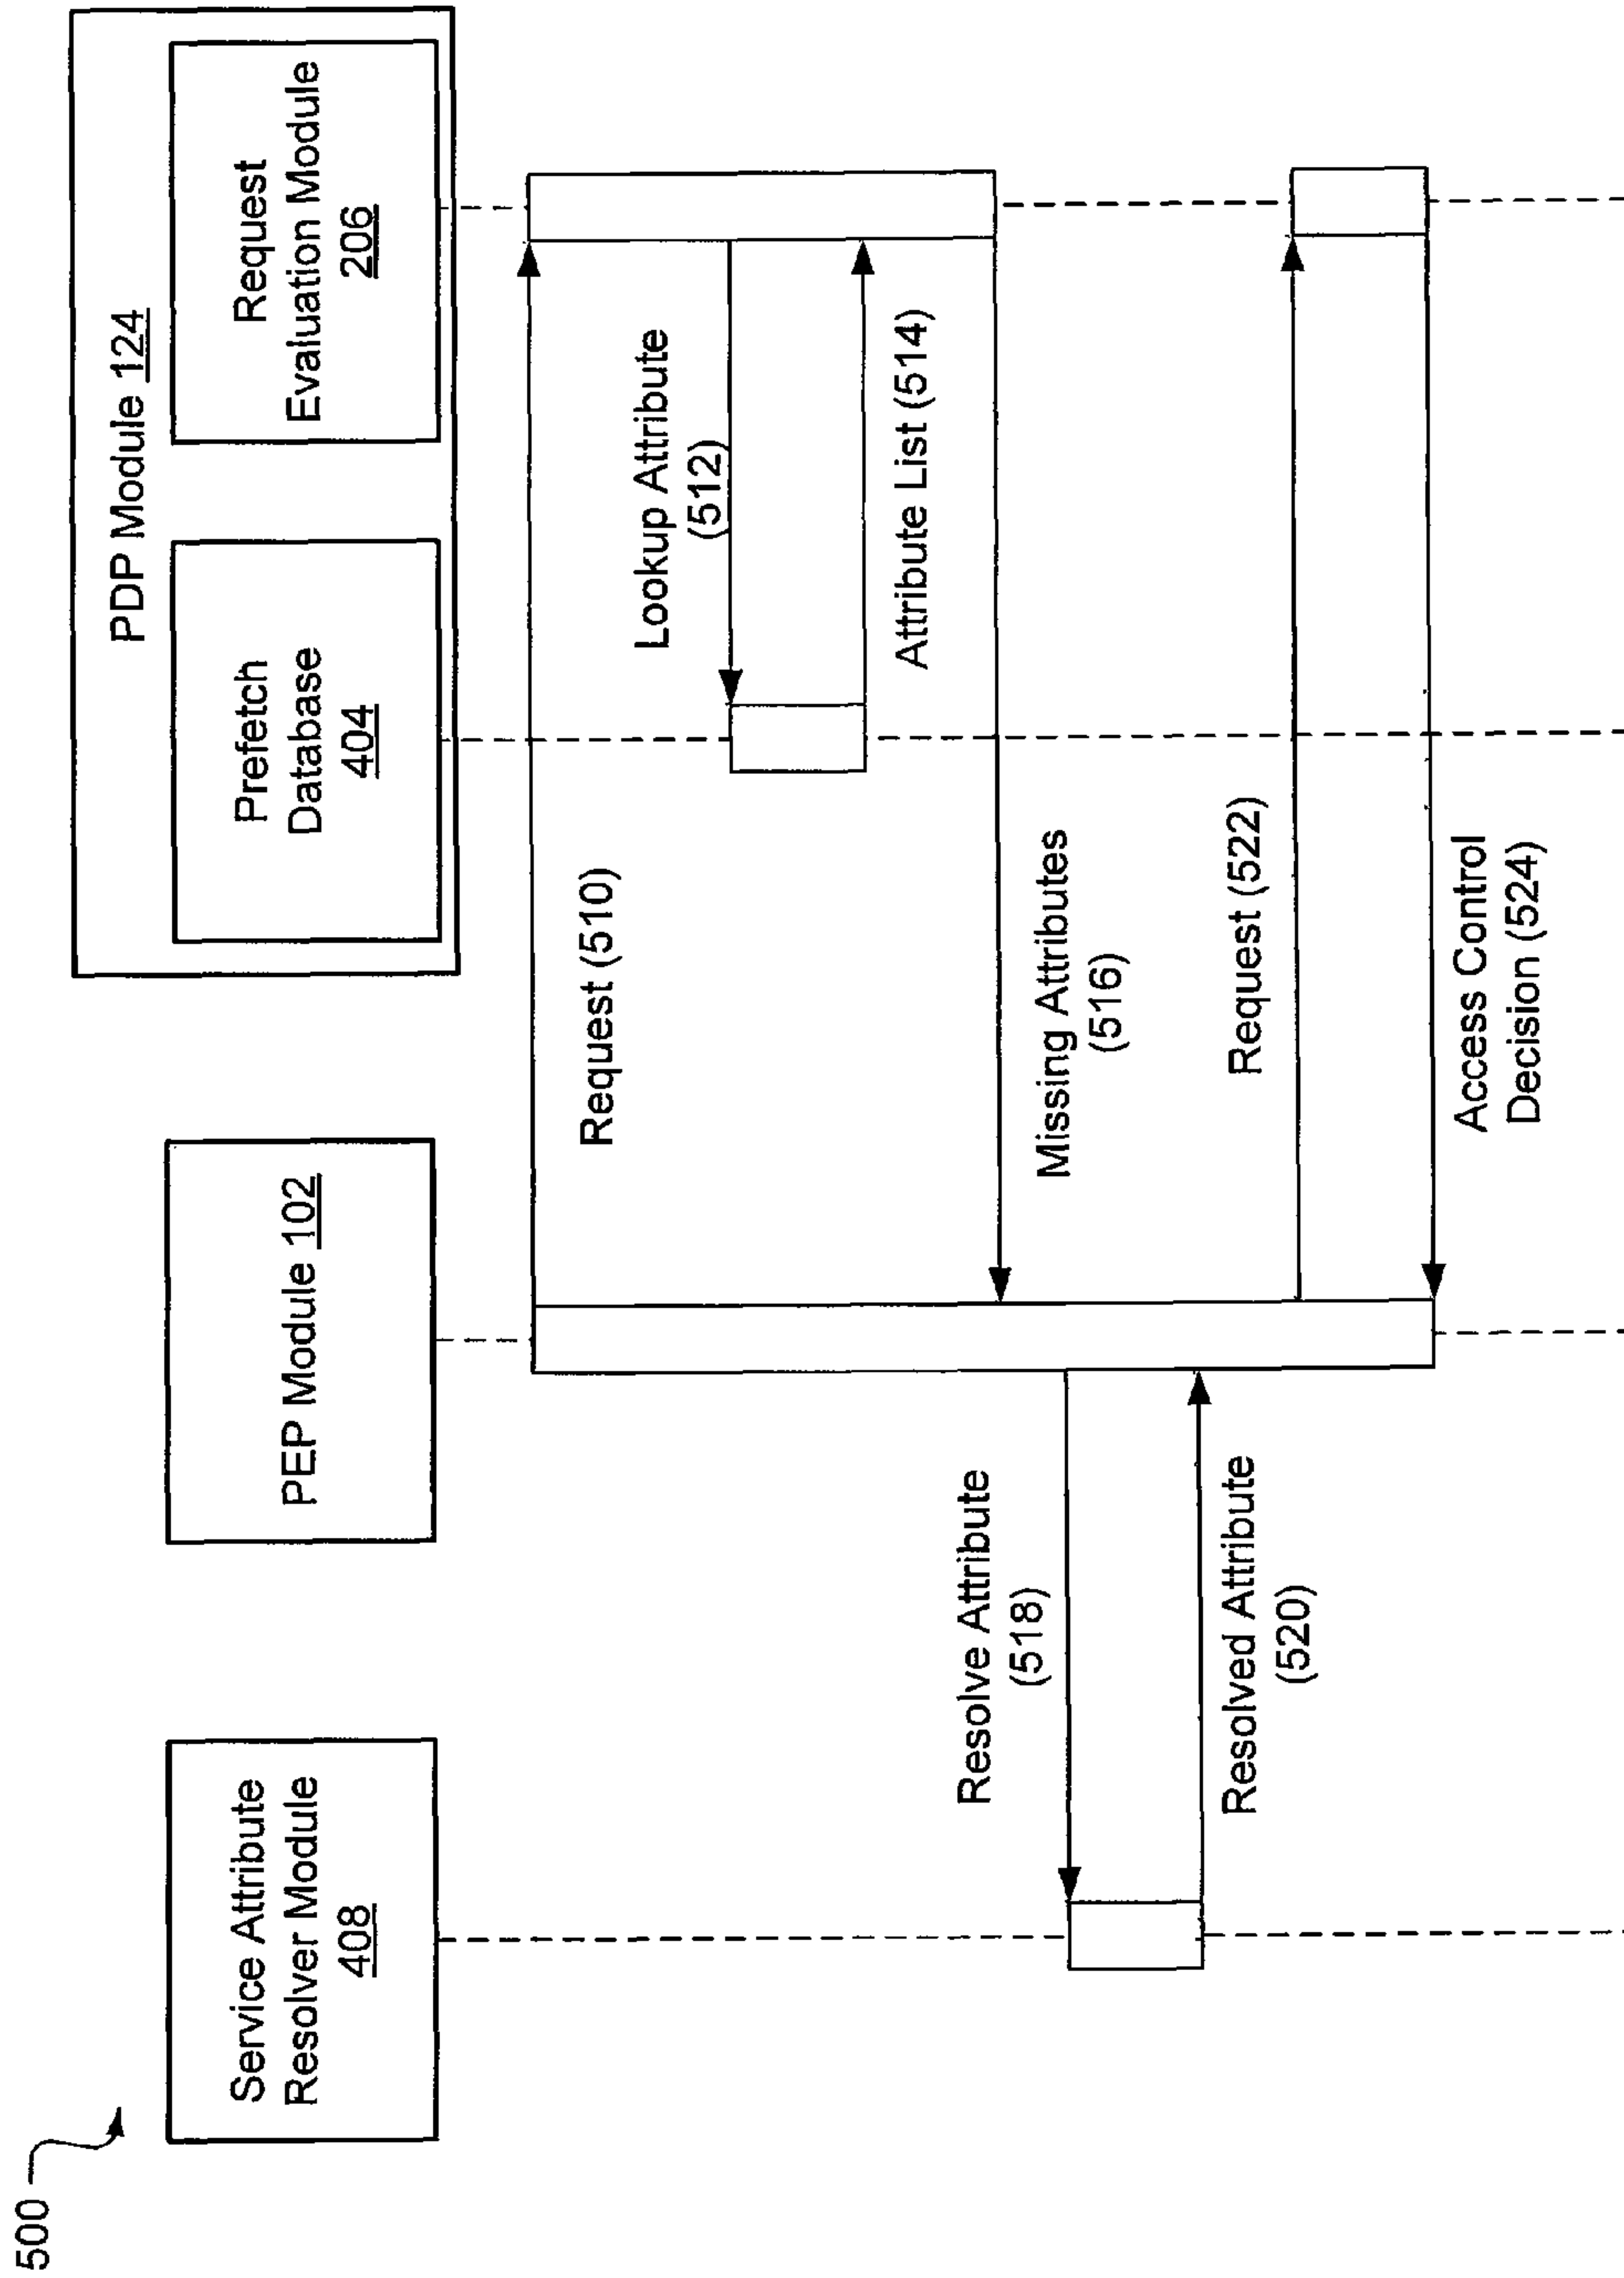 500
Service Attribute
Resolver Module
408
PEP Module 102
PDP Module 124
Prefetch
Database
404
Request
Evaluation Module
206
Request (510)
Lookup Attribute
(512)
Attribute List (514)
Missing Attributes
(516)
Resolve Attribute
(518)
Resolved Attribute
(520)
Request (522)
Access Control
Decision (524)